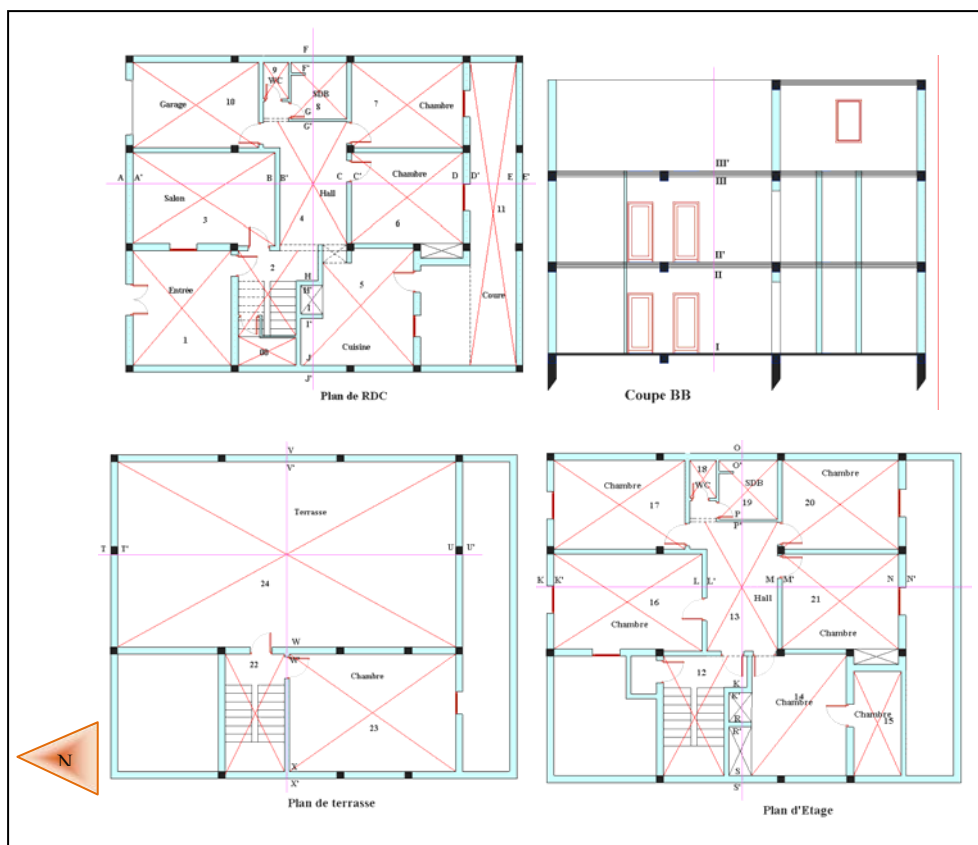 F
9
F'
WC
SDB
8
Garage
10
7
Chambre
G
G'
A
A'
B
B'
C
C'
Chambre
D
D'
E
E'
Salon
Hall
3
4
6
11
2
H
H'
5
Entrée
I
I'
Coure
1
00
Cuisine
J
J'
Plan de RDC
III'
III
II'
II
I
Coupe BB
V
V'
Terrasse
T
T'
U
U'
24
W
22
W'
Chambre
23
X
X'
Plan de terrasse
N
O
18
O'
Chambre
WC
SDB
Chambre
17
19
20
P
P'
K
K'
L
L'
M
M'
N
N'
16
Hall
21
13
Chambre
Chambre
12
K
K'
14
R
Chambre
Chambre
15
R'
S
S'
Plan d'Etage